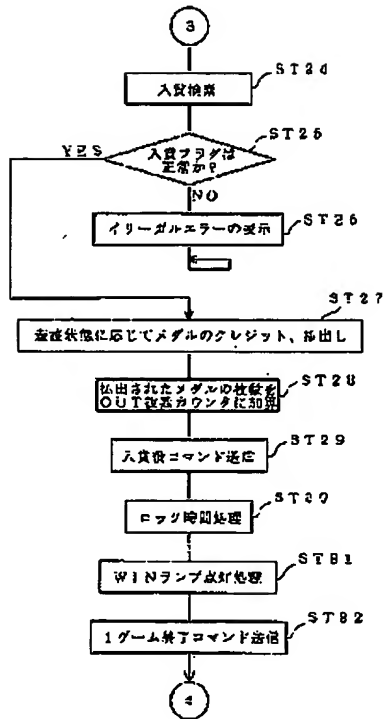 3
ST24
入賞検索
ST25
YES
入賞フラグは
正常か?
NO
ST26
イリーガルエラーの表示
ST27
遊技状態に応じてメダルのクレジット、払出し
ST28
払出されたメダルの枚数を
OUT枚数カウンタに加算
ST29
入賞後コマンド送信
ST30
ロック時間処理
ST31
WINランプ点灯処理
ST32
1ゲーム終了コマンド送信
4